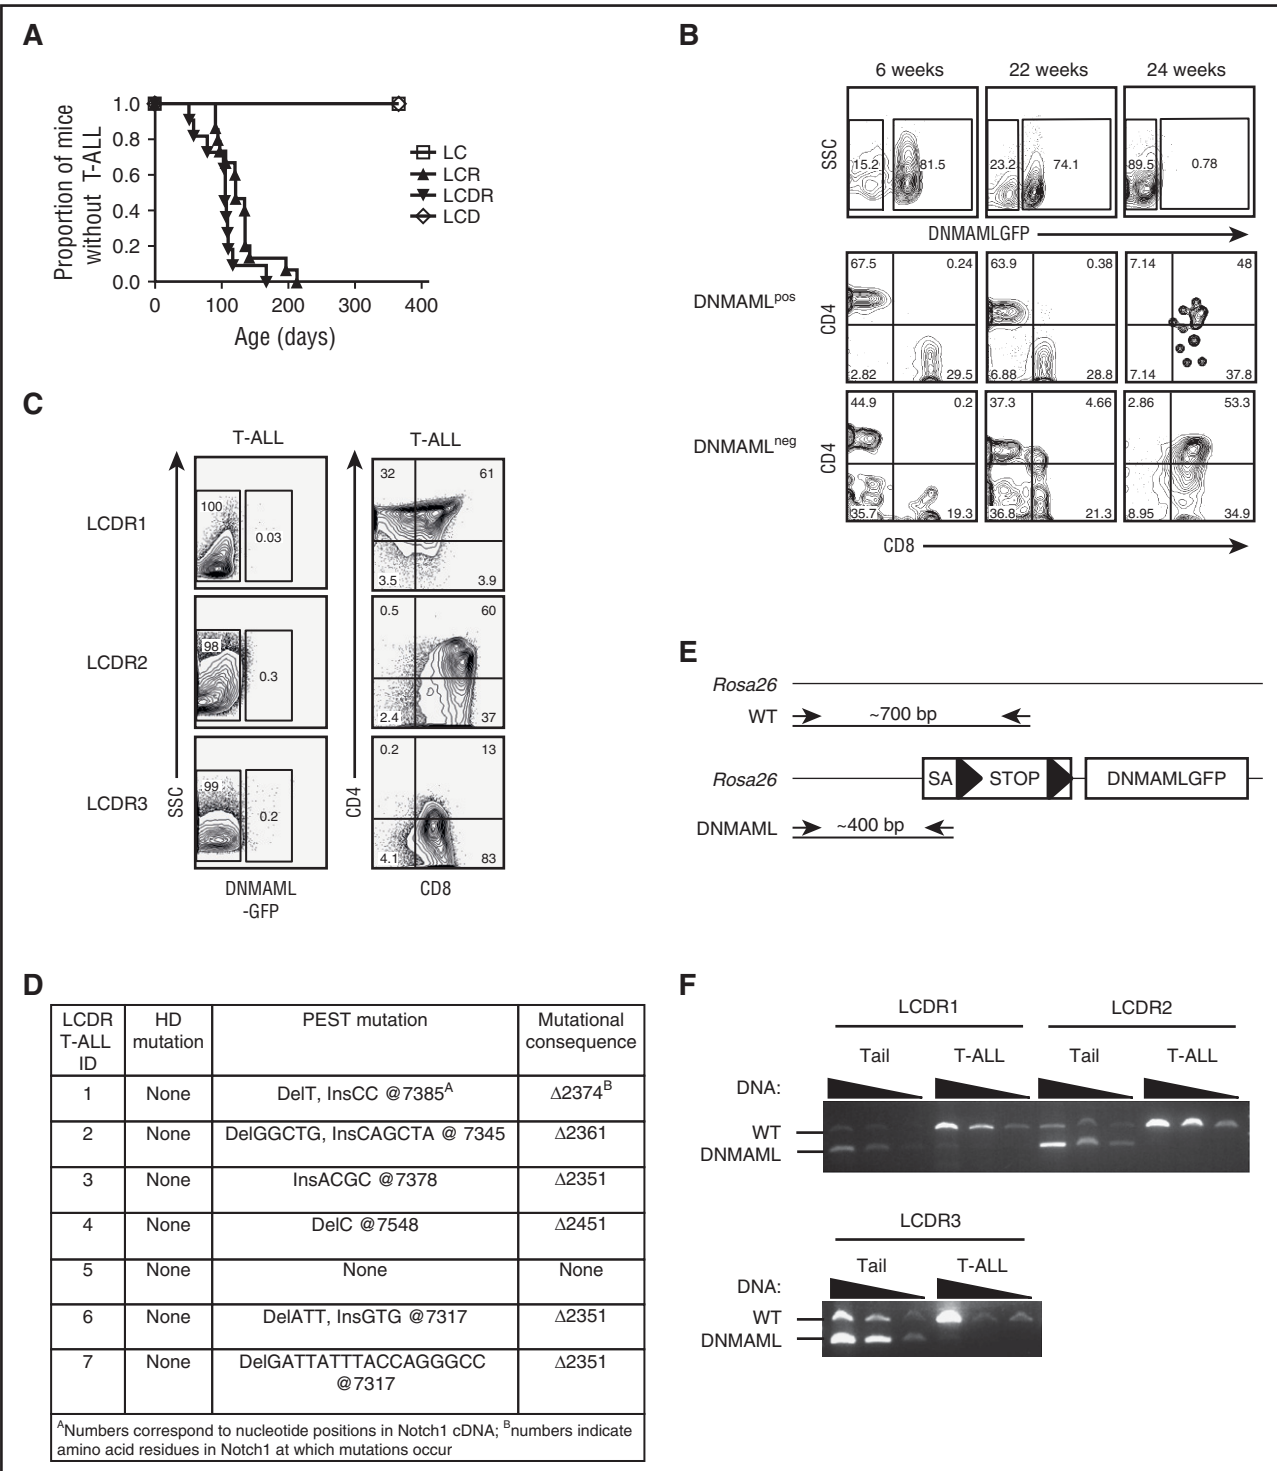 A
Proportion of mice
without T-ALL
1.0
0.8
0.6
0.4
0.2
0.0
0
100
200
300
400
Age (days)
LC
LCR
LCDR
LCD
B
6 weeks
22 weeks
24 weeks
SSC
15.2
81.5
23.2
74.1
89.5
0.78
DNMAMLGFP
DNMAMLpos
CD4
67.5
0.24
63.9
0.38
7.14
48
2.82
29.5
6.88
28.8
7.14
37.8
DNMAMLneg
CD4
44.9
0.2
37.3
4.66
2.86
53.3
35.7
19.3
36.8
21.3
8.95
34.9
CD8
C
T-ALL
T-ALL
LCDR1
100
0.03
32
61
3.5
3.9
LCDR2
98
0.3
0.5
60
2.4
37
LCDR3
SSC
99
0.2
CD4
0.2
13
4.1
83
DNMAML
-GFP
CD8
D
LCDR
T-ALL
ID
HD
mutation
PEST mutation
Mutational
consequence
1
None
DelT, InsCC @7385A
Δ2374B
2
None
DelGGCTG, InsCAGCTA @ 7345
Δ2361
3
None
InsACGC @7378
Δ2351
4
None
DelC @7548
Δ2451
5
None
None
None
6
None
DelATT, InsGTG @7317
Δ2351
7
None
DelGATTATTTACCAGGGCC
@7317
Δ2351
ANumbers correspond to nucleotide positions in Notch1 cDNA; Bnumbers indicate
amino acid residues in Notch1 at which mutations occur
E
Rosa26
WT
~700 bp
Rosa26
SA
STOP
DNMAMLGFP
DNMAML
~400 bp
F
LCDR1
LCDR2
Tail
T-ALL
Tail
T-ALL
DNA:
WT
DNMAML
LCDR3
Tail
T-ALL
DNA:
WT
DNMAML